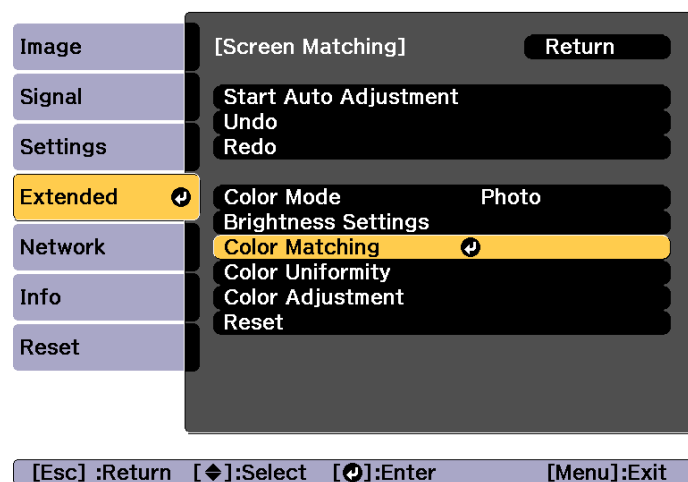 Image
Signal
Settings
Extended
Network
Info
Reset
[Screen Matching] Return
Start Auto Adjustment
Undo
Redo
Color Mode Photo
Brightness Settings
Color Matching
Color Uniformity
Color Adjustment
Reset
[Esc] :Return [◆]:Select [↵]:Enter [Menu]:Exit